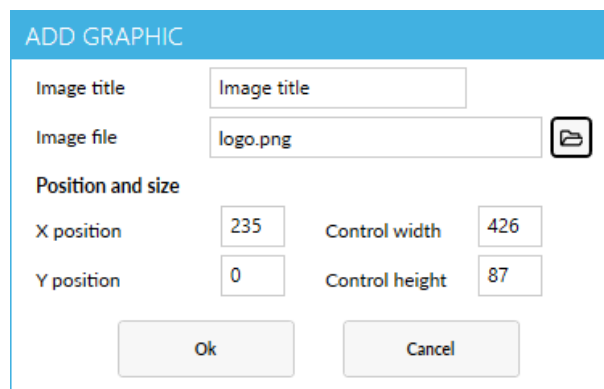 ADD GRAPHIC
Image title Image title
Image file logo.png
Position and size
X position 235 Control width 426
Y position 0 Control height 87
Ok Cancel